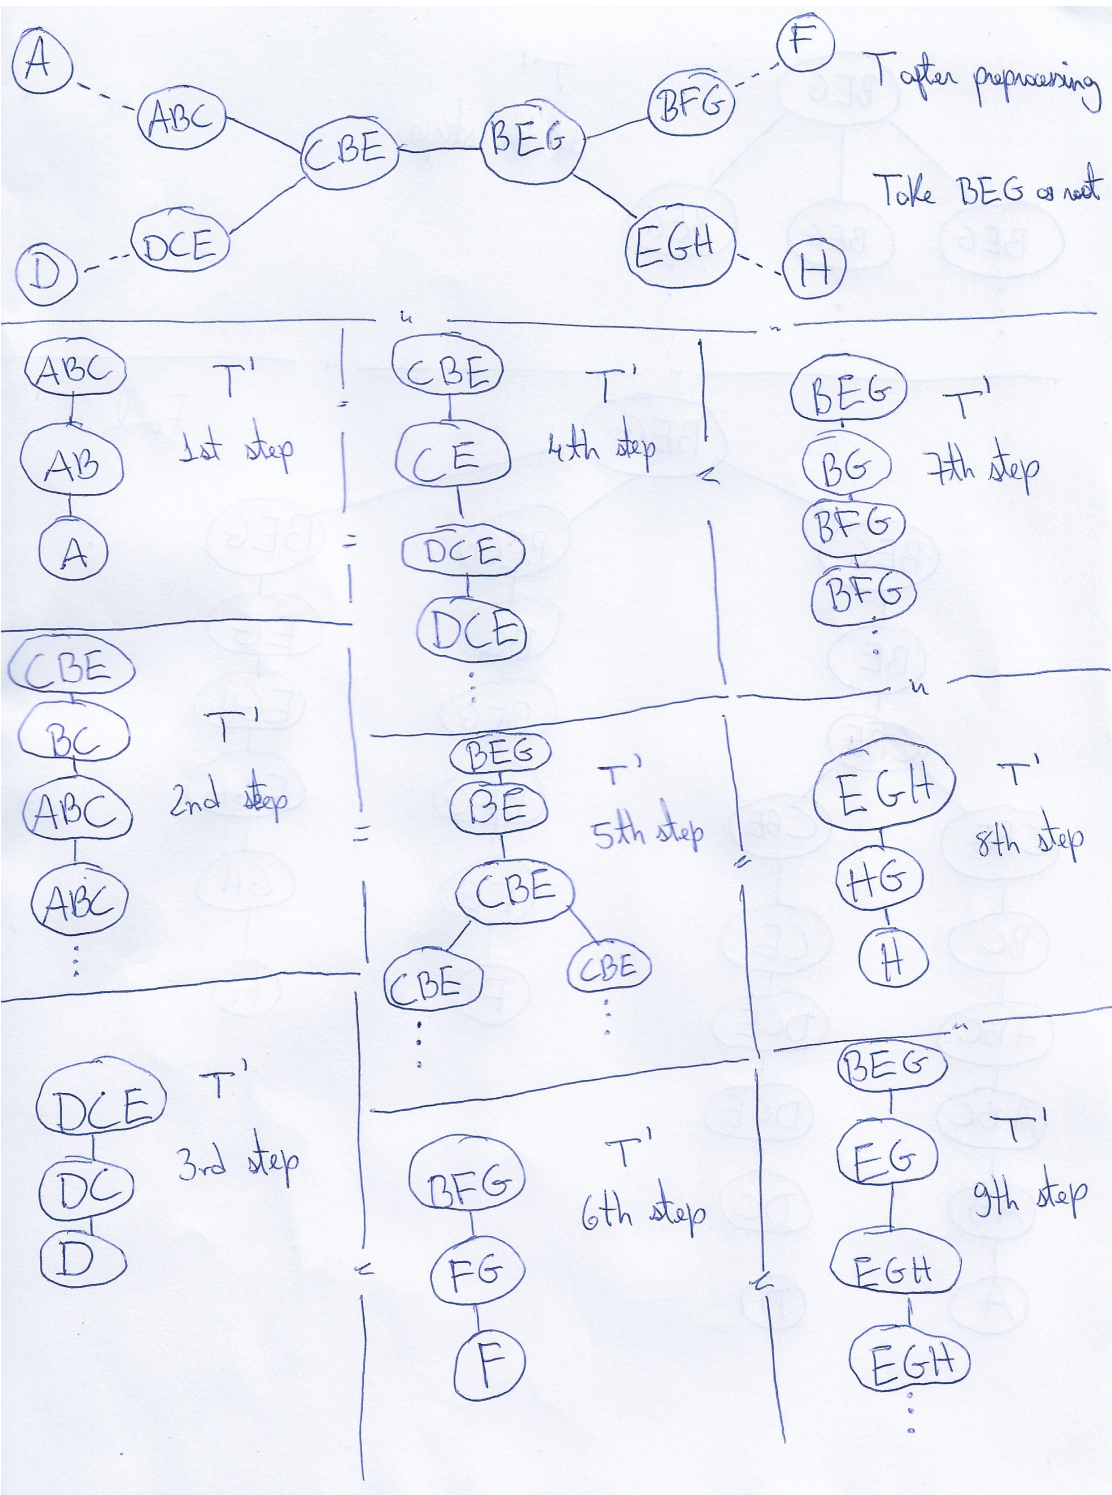 A
ABC
CBE
BEG
BFG
F
T after preprocessing
Take BEG as root
D
DCE
EGH
H
ABC
AB
A
T'
1st step
CBE
BC
ABC
ABC
T'
2nd step
DCE
DC
D
T'
3rd step
CBE
CE
DCE
DCE
T'
4th step
BEG
BE
CBE
CBE
CBE
T'
5th step
BFG
FG
F
T'
6th step
BEG
BG
BFG
BFG
T'
7th step
EGH
HG
H
T'
8th step
BEG
EG
EGH
EGH
T'
9th step